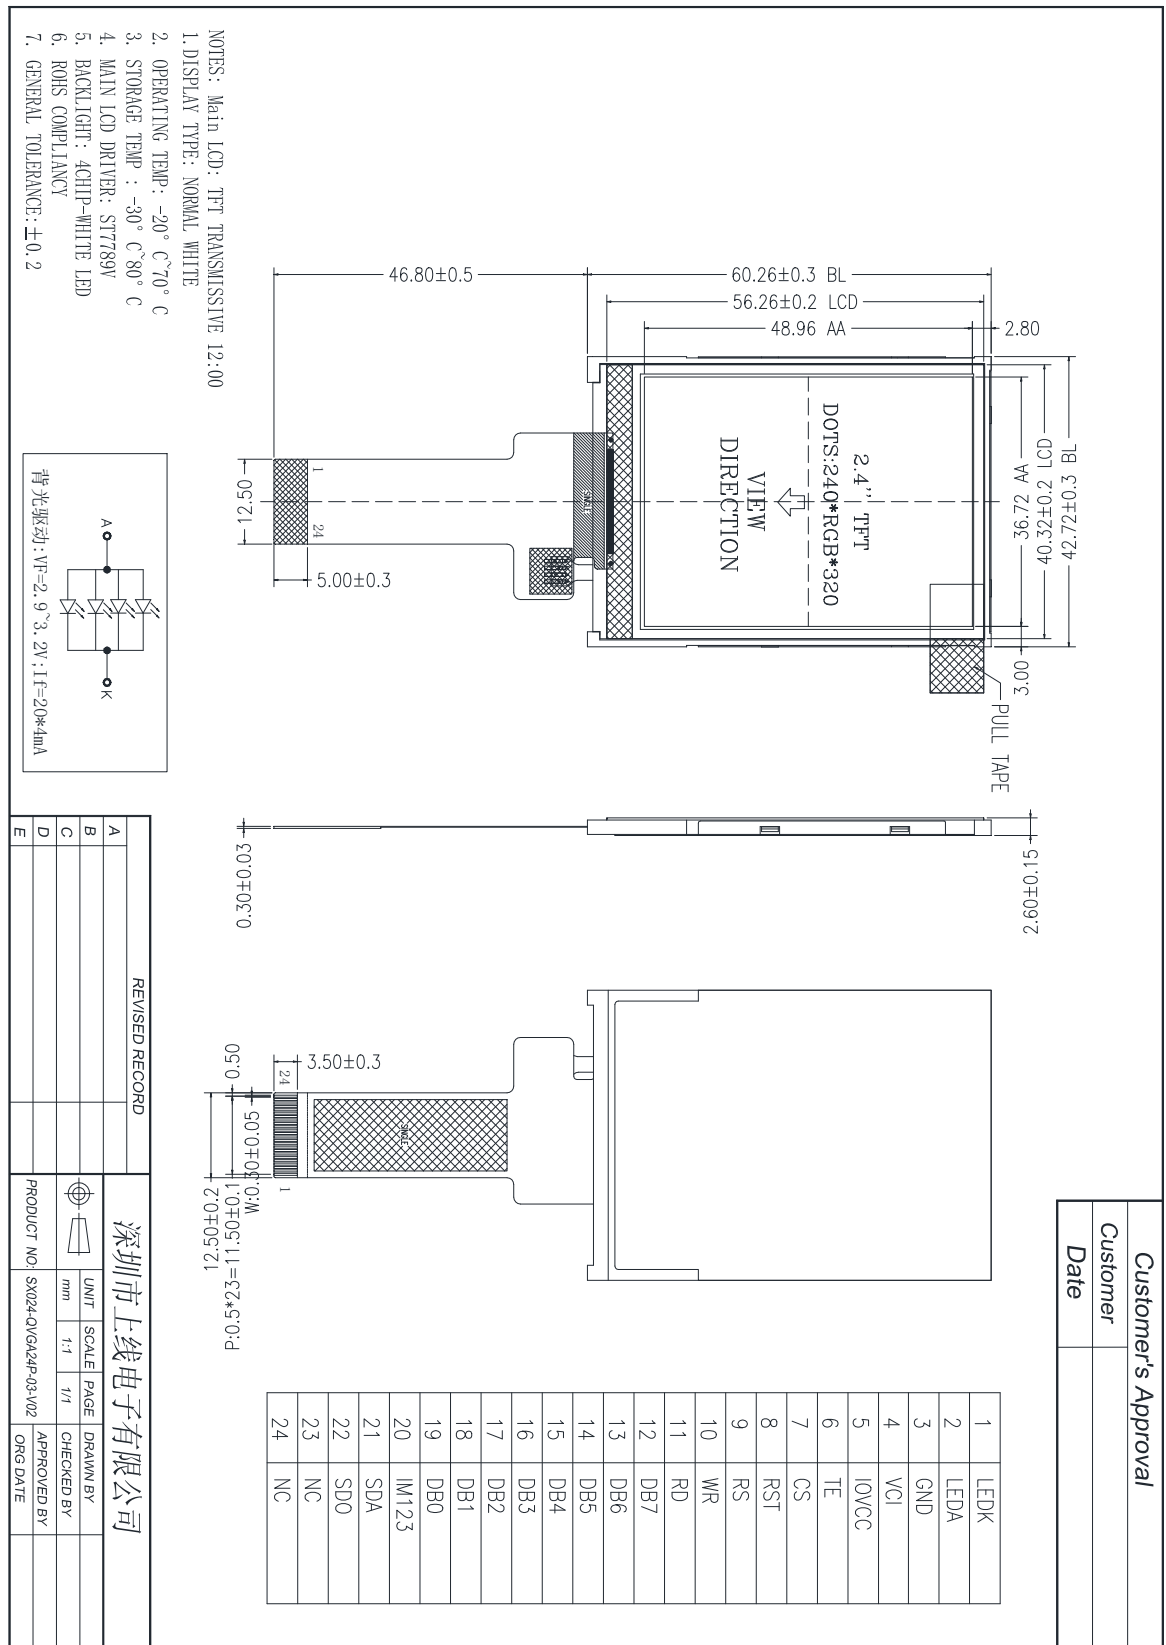 Customer's Approval
Customer
Date
46.80±0.5
60.26±0.3 BL
56.26±0.2 LCD
48.96 AA
2.80
36.72 AA
40.32±0.2 LCD
42.72±0.3 BL
3.00
PULL TAPE
2.4'' TFT
DOTS:240*RGB*320
VIEW
DIRECTION
1
24
12.50
5.00±0.3
2.60±0.15
0.30±0.03
3.50±0.3
0.50
24
1
W:0.30±0.05
P:0.5*23=11.50±0.1
12.50±0.2
SINGLE
SINGLE
1 LEDK
2 LEDA
3 GND
4 VCI
5 IOVCC
6 TE
7 CS
8 RST
9 RS
10 WR
11 RD
12 DB7
13 DB6
14 DB5
15 DB4
16 DB3
17 DB2
18 DB1
19 DB0
20 IM123
21 SDA
22 SDO
23 NC
24 NC
NOTES: Main LCD: TFT TRANSMISSIVE 12:00
1.DISPLAY TYPE: NORMAL WHITE
2. OPERATING TEMP: -20° C~70° C
3. STORAGE TEMP : -30° C~80° C
4. MAIN LCD DRIVER: ST7789V
5. BACKLIGHT: 4CHIP-WHITE LED
6. ROHS COMPLIANCY
7. GENERAL TOLERANCE:±0.2
A
K
背光驱动:VF=2.9~3.2V;If=20*4mA
REVISED RECORD
A
B
C
D
E
深圳市上线电子有限公司
UNIT SCALE PAGE DRAWN BY
mm 1:1 1/1 CHECKED BY
APPROVED BY
PRODUCT NO: SX024-QVGA24P-03-V02 ORG DATE